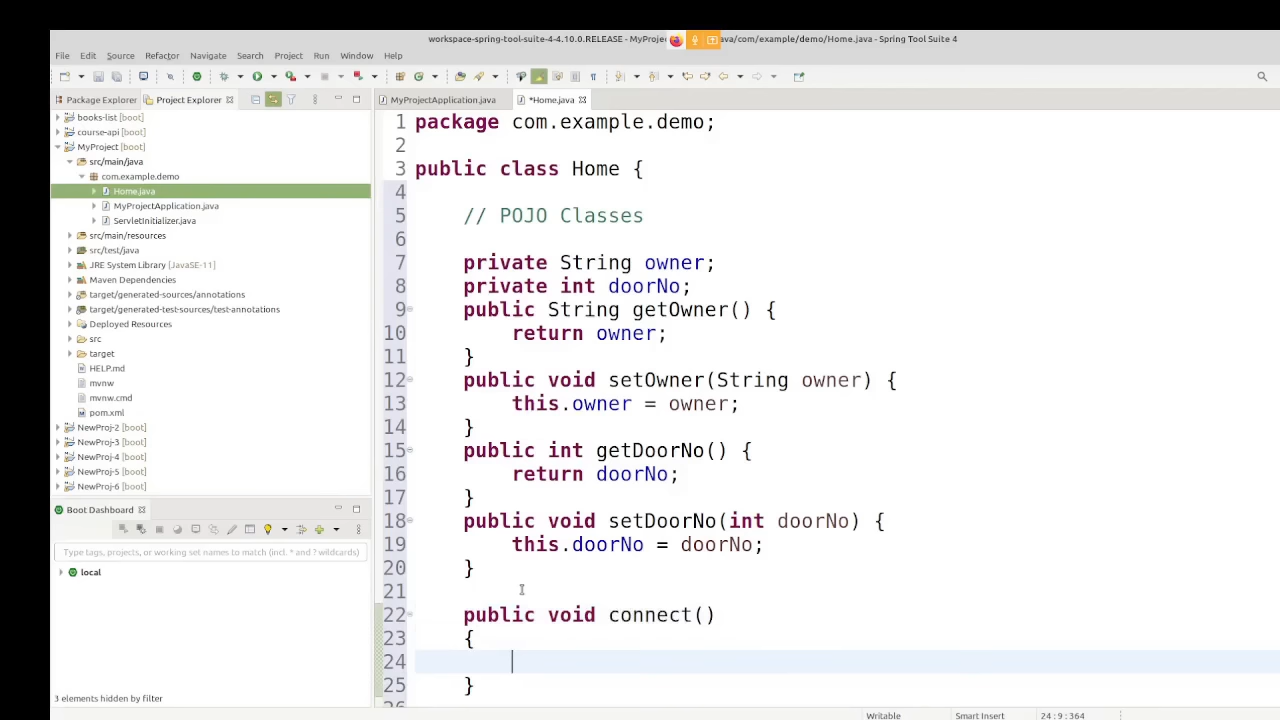 workspace-spring-tool-suite-4-4.10.0.RELEASE - MyProje
ava/com/example/demo/Home.java - Spring Tool Suite 4
File Edit Source Refactor Navigate Search Project Run Window Help
Package Explorer Project Explorer
books-list [boot]
course-api [boot]
MyProject [boot]
src/main/java
com.example.demo
Home.java
MyProjectApplication.java
ServletInitializer.java
src/main/resources
src/test/java
JRE System Library [JavaSE-11]
Maven Dependencies
target/generated-sources/annotations
target/generated-test-sources/test-annotations
Deployed Resources
src
target
HELP.md
mvnw
mvnw.cmd
pom.xml
NewProj-2 [boot]
NewProj-3 [boot]
NewProj-4 [boot]
NewProj-5 [boot]
NewProj-6 [boot]
Boot Dashboard
Type tags, projects, or working set names to match (incl. * and ? wildcards)
local
3 elements hidden by filter
MyProjectApplication.java *Home.java
1 package com.example.demo;
2
3 public class Home {
4
5 // POJO Classes
6
7 private String owner;
8 private int doorNo;
9 public String getOwner() {
10 return owner;
11 }
12 public void setOwner(String owner) {
13 this.owner = owner;
14 }
15 public int getDoorNo() {
16 return doorNo;
17 }
18 public void setDoorNo(int doorNo) {
19 this.doorNo = doorNo;
20 }
21
22 public void connect()
23 {
24
25 }
Writable Smart Insert 24:9:364